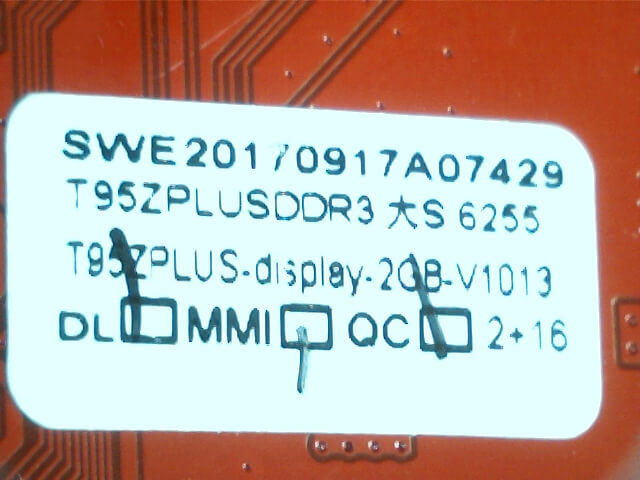 SWE20170917A07429
T95ZPLUSDDR3 大S 6255
T95ZPLUS-display-2GB-V1013
DL MMI QC 2+16